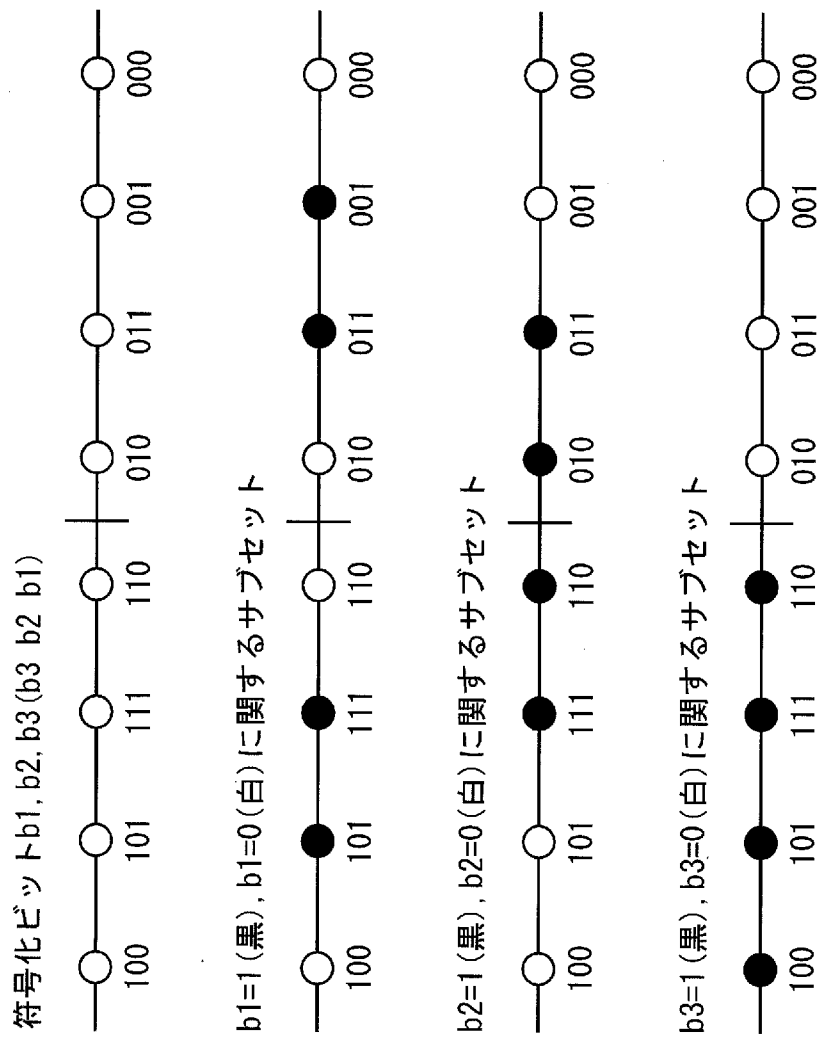 符号化ビットb1, b2, b3(b3 b2 b1)
100 101 111 110 010 011 001 000
b1=1(黒), b1=0(白)に関するサブセット
100 101 111 110 010 011 001 000
b2=1(黒), b2=0(白)に関するサブセット
100 101 111 110 010 011 001 000
b3=1(黒), b3=0(白)に関するサブセット
100 101 111 110 010 011 001 000